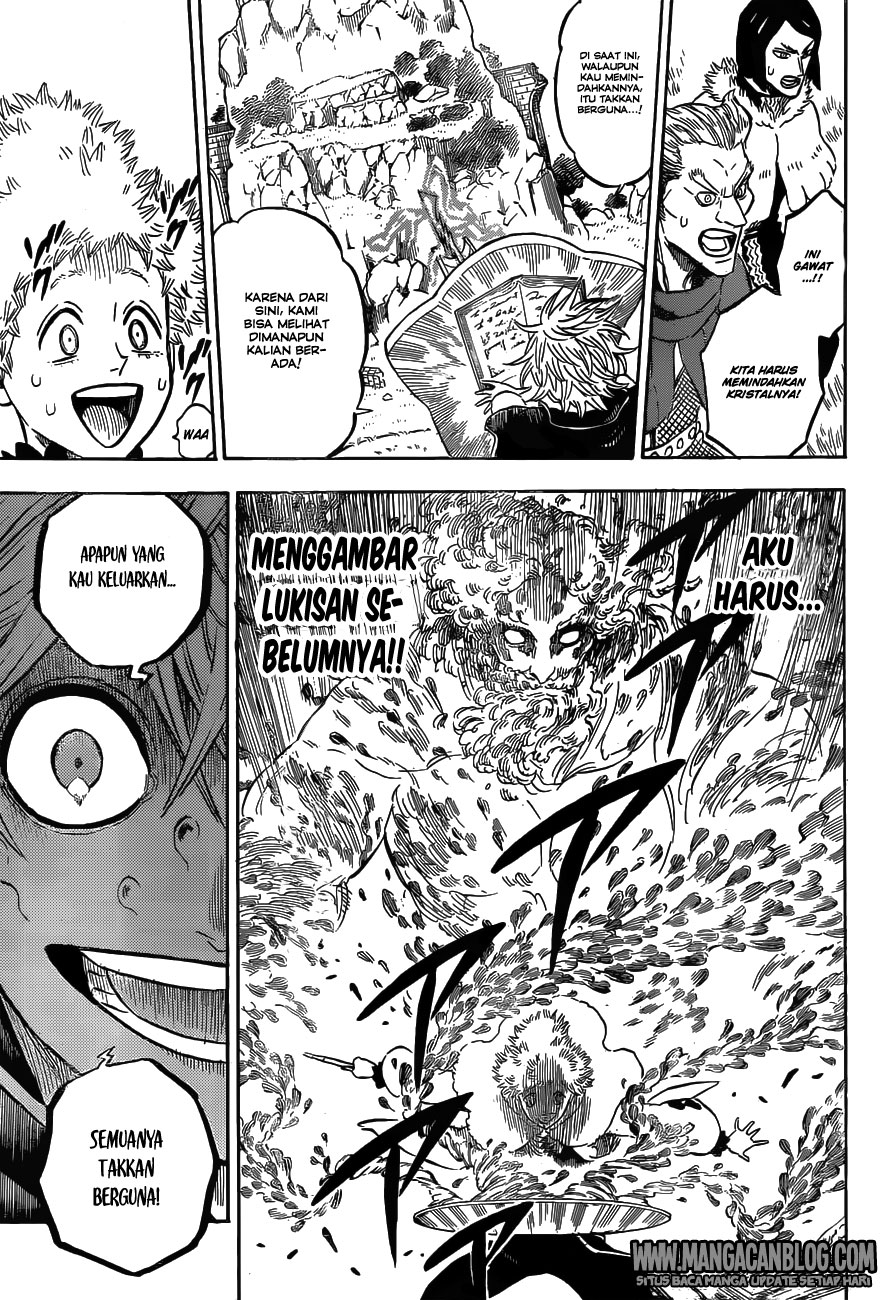 INI
GAWAT
...!!
KITA HARUS
MEMINDAHKAN
KRISTALNYA!
DI SAAT INI,
WALAUPUN
KAU MEMIN-
DAHKANNYA,
ITU TAKKAN
BERGUNA...!
KARENA DARI
SINI, KAMI
BISA MELIHAT
DIMANAPUN
KALIAN BER-
ADA!
WAA
AKU
HARUS...
MENGGAMBAR
LUKISAN SE-
BELUMNYA!!
APAPUN YANG
KAU KELUARKAN...
SEMUANYA
TAKKAN
BERGUNA!
WWW.MANGACANBLOG.COM
SITUS BACA MANGA UPDATE SETIAP HARI